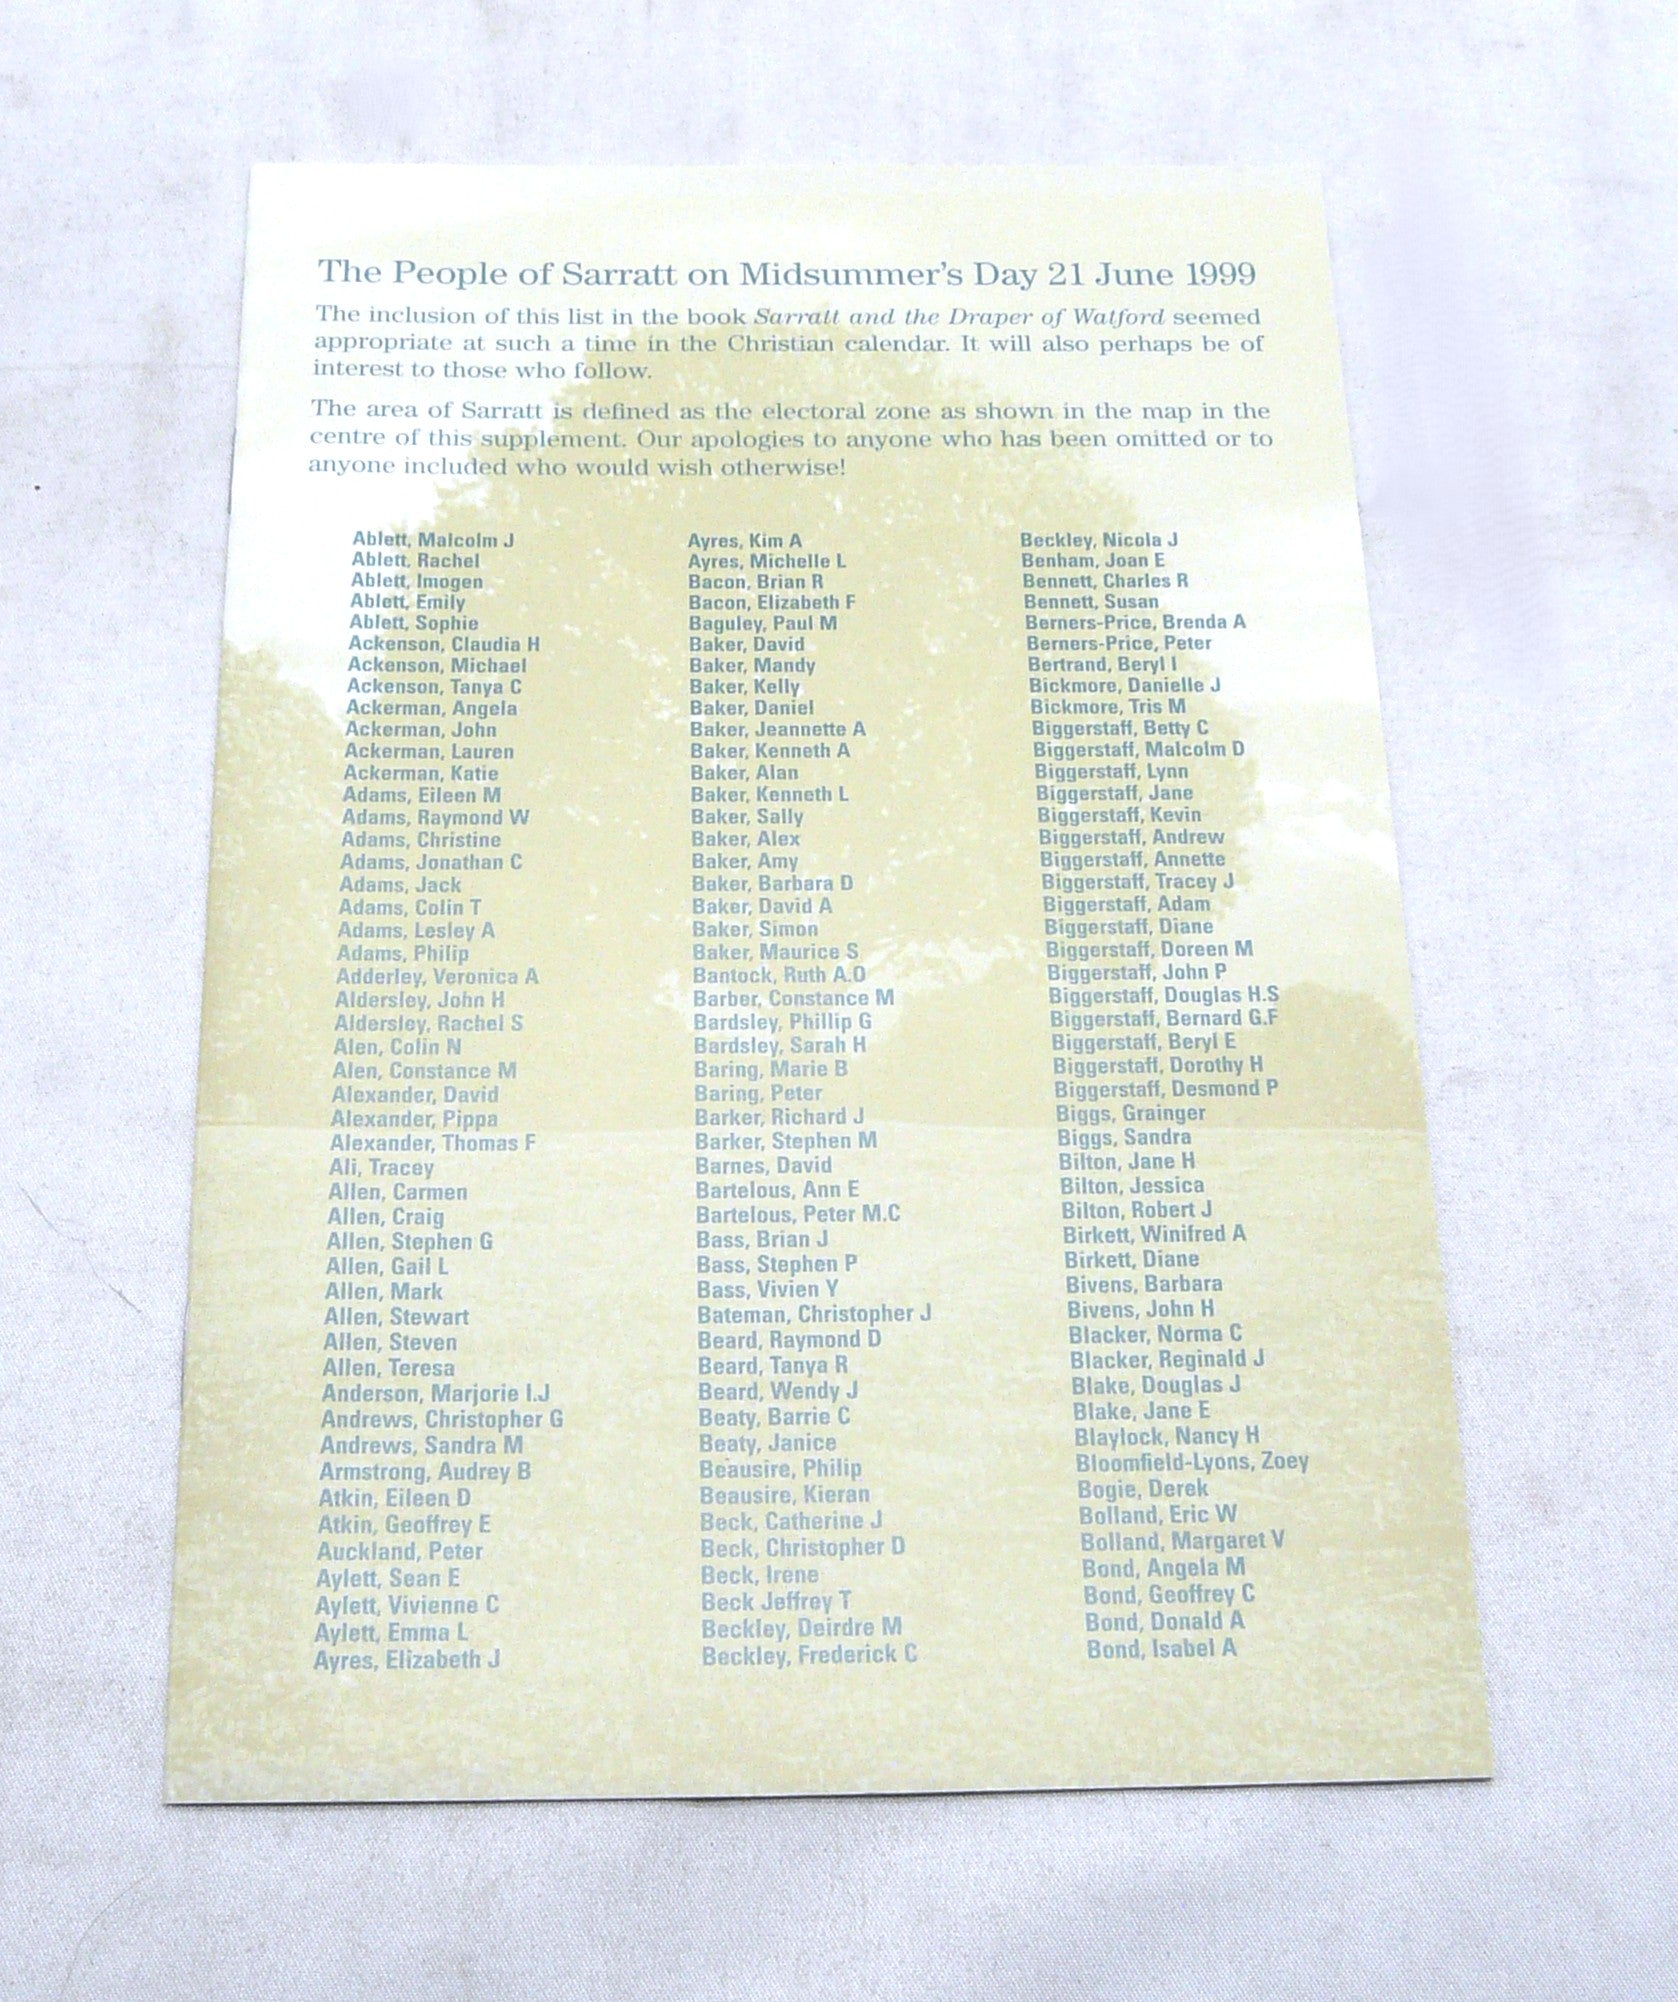 The People of Sarratt on Midsummer's Day 21 June 1999
The inclusion of this list in the book Sarratt and the Draper of Watford seemed
appropriate at such a time in the Christian calendar. It will also perhaps be of
interest to those who follow.
The area of Sarratt is defined as the electoral zone as shown in the map in the
centre of this supplement. Our apologies to anyone who has been omitted or to
anyone included who would wish otherwise!
Ablett, Malcolm J
Ablett, Rachel
Ablett, Imogen
Ablett, Emily
Ablett, Sophie
Ackenson, Claudia H
Ackenson, Michael
Ackenson, Tanya C
Ackerman, Angela
Ackerman, John
Ackerman, Lauren
Ackerman, Katie
Adams, Eileen M
Adams, Raymond W
Adams, Christine
Adams, Jonathan C
Adams, Jack
Adams, Colin T
Adams, Lesley A
Adams, Philip
Adderley, Veronica A
Aldersley, John H
Aldersley, Rachel S
Alen, Colin N
Alen, Constance M
Alexander, David
Alexander, Pippa
Alexander, Thomas F
Ali, Tracey
Allen, Carmen
Allen, Craig
Allen, Stephen G
Allen, Gail L
Allen, Mark
Allen, Stewart
Allen, Steven
Allen, Teresa
Anderson, Marjorie I.J
Andrews, Christopher G
Andrews, Sandra M
Armstrong, Audrey B
Atkin, Eileen D
Atkin, Geoffrey E
Auckland, Peter
Aylett, Sean E
Aylett, Vivienne C
Aylett, Emma L
Ayres, Elizabeth J
Ayres, Kim A
Ayres, Michelle L
Bacon, Brian R
Bacon, Elizabeth F
Baguley, Paul M
Baker, David
Baker, Mandy
Baker, Kelly
Baker, Daniel
Baker, Jeannette A
Baker, Kenneth A
Baker, Alan
Baker, Kenneth L
Baker, Sally
Baker, Alex
Baker, Amy
Baker, Barbara D
Baker, David A
Baker, Simon
Baker, Maurice S
Bantock, Ruth A.O
Barber, Constance M
Bardsley, Phillip G
Bardsley, Sarah H
Baring, Marie B
Baring, Peter
Barker, Richard J
Barker, Stephen M
Barnes, David
Bartelous, Ann E
Bartelous, Peter M.C
Bass, Brian J
Bass, Stephen P
Bass, Vivien Y
Bateman, Christopher J
Beard, Raymond D
Beard, Tanya R
Beard, Wendy J
Beaty, Barrie C
Beaty, Janice
Beausire, Philip
Beausire, Kieran
Beck, Catherine J
Beck, Christopher D
Beck, Irene
Beck Jeffrey T
Beckley, Deirdre M
Beckley, Frederick C
Beckley, Nicola J
Benham, Joan E
Bennett, Charles R
Bennett, Susan
Berners-Price, Brenda A
Berners-Price, Peter
Bertrand, Beryl I
Bickmore, Danielle J
Bickmore, Tris M
Biggerstaff, Betty C
Biggerstaff, Malcolm D
Biggerstaff, Lynn
Biggerstaff, Jane
Biggerstaff, Kevin
Biggerstaff, Andrew
Biggerstaff, Annette
Biggerstaff, Tracey J
Biggerstaff, Adam
Biggerstaff, Diane
Biggerstaff, Doreen M
Biggerstaff, John P
Biggerstaff, Douglas H.S
Biggerstaff, Bernard G.F
Biggerstaff, Beryl E
Biggerstaff, Dorothy H
Biggerstaff, Desmond P
Biggs, Grainger
Biggs, Sandra
Bilton, Jane H
Bilton, Jessica
Bilton, Robert J
Birkett, Winifred A
Birkett, Diane
Bivens, Barbara
Bivens, John H
Blacker, Norma C
Blacker, Reginald J
Blake, Douglas J
Blake, Jane E
Blaylock, Nancy H
Bloomfield-Lyons, Zoey
Bogie, Derek
Bolland, Eric W
Bolland, Margaret V
Bond, Angela M
Bond, Geoffrey C
Bond, Donald A
Bond, Isabel A